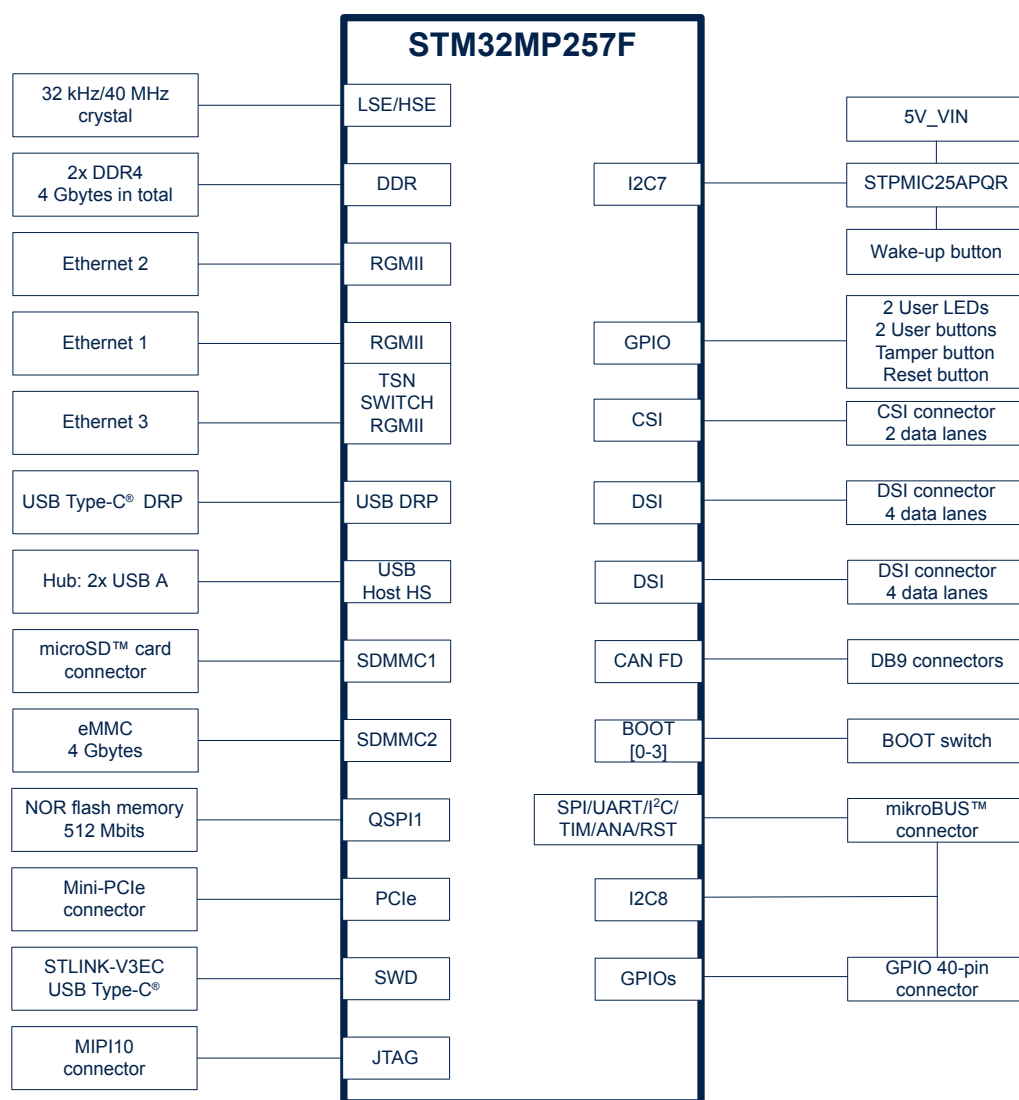 STM32MP257F
32 kHz/40 MHz
crystal
LSE/HSE
5V_VIN
2x DDR4
4 Gbytes in total
DDR
I2C7
STPMIC25APQR
Ethernet 2
RGMII
Wake-up button
Ethernet 1
RGMII
GPIO
2 User LEDs
2 User buttons
Tamper button
Reset button
Ethernet 3
TSN
SWITCH
RGMII
CSI
CSI connector
2 data lanes
USB Type-C® DRP
USB DRP
DSI
DSI connector
4 data lanes
Hub: 2x USB A
USB
Host HS
DSI
DSI connector
4 data lanes
microSD™ card
connector
SDMMC1
CAN FD
DB9 connectors
eMMC
4 Gbytes
SDMMC2
BOOT
[0-3]
BOOT switch
NOR flash memory
512 Mbits
QSPI1
SPI/UART/I²C/
TIM/ANA/RST
mikroBUS™
connector
Mini-PCIe
connector
PCIe
I2C8
STLINK-V3EC
USB Type-C®
SWD
GPIOs
GPIO 40-pin
connector
MIPI10
connector
JTAG